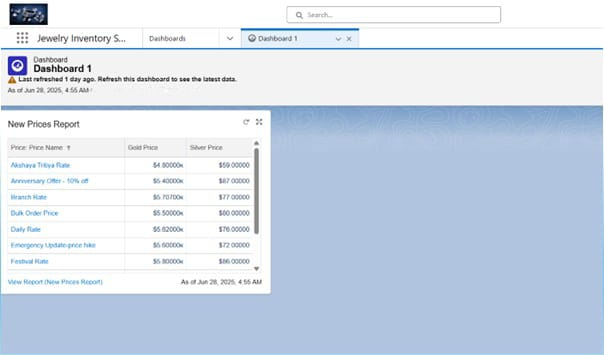 Search...
Jewelry Inventory S... Dashboards Dashboard 1
Dashboard
Dashboard 1
Last refreshed 1 day ago. Refresh this dashboard to see the latest data.
As of Jun 28, 2025, 4:55 AM
New Prices Report
Price: Price Name ↑ Gold Price Silver Price
Akshaya Tritiya Rate $4.80000K $59.00000
Anniversary Offer - 10% off $5.40000K $87.00000
Branch Rate $5.70700K $77.00000
Bulk Order Price $5.50000K $80.00000
Daily Rate $5.62000K $76.00000
Emergency Update-price hike $5.60000K $72.00000
Festival Rate $5.80000K $86.00000
View Report (New Prices Report) As of Jun 28, 2025, 4:55 AM